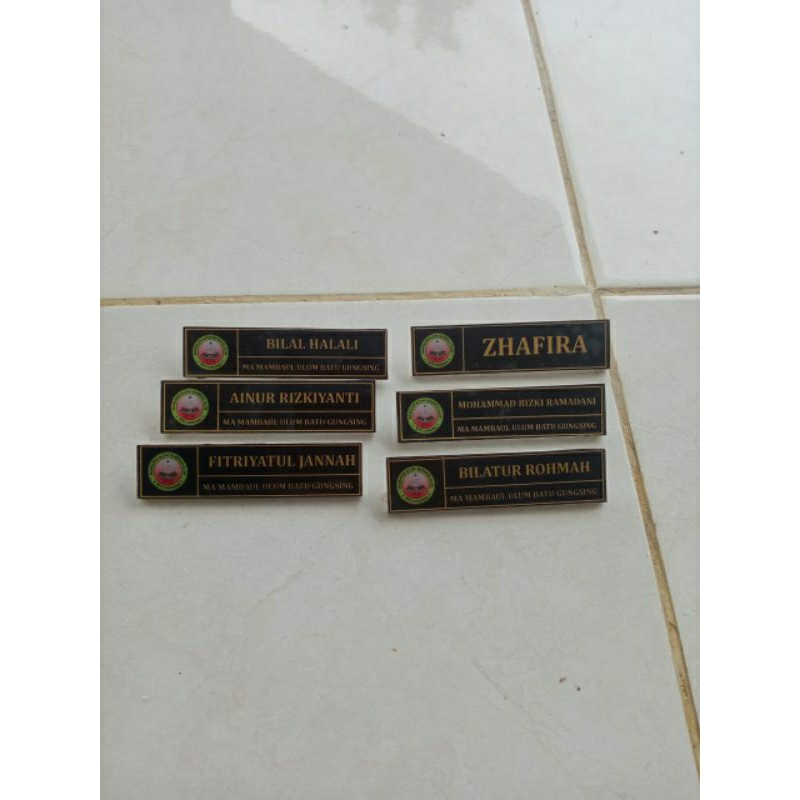 BILAL HALALI
MA MAMBAUL ULUM BATU GUNGSING
ZHAFIRA
AINUR RIZKIYANTI
MA MAMBAUL ULUM BATU GUNGSING
MOHAMMAD RIZKI RAMADANI
MA MAMBAUL ULUM BATU GUNGSING
FITRIYATUL JANNAH
MA MAMBAUL ULUM BATU GUNGSING
BILATUR ROHMAH
MA MAMBAUL ULUM BATU GUNGSING